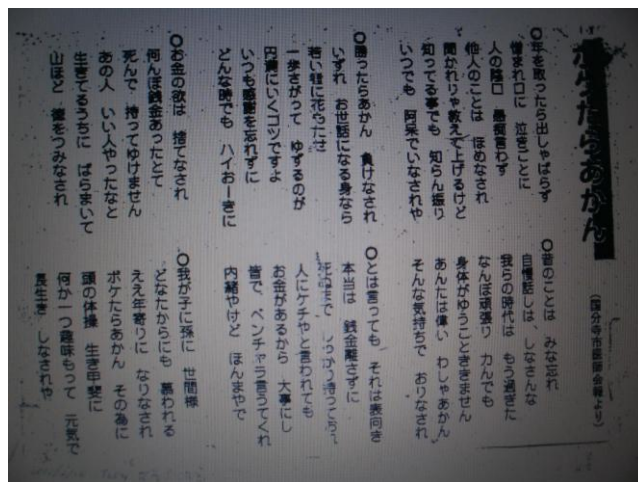 たらあかん
（国分寺市医師会報より）
○年を取ったら出しゃばらず
憎まれ口に 泣きごとに
人の陰口 愚痴言わず
他人のことは ほめなされ
聞かれりゃ教えて上げるけど
知ってる事でも 知らん振り
いつでも 阿呆でいなされや
○勝ったらあかん 負けなされ
いずれ お世話になる身なら
若い者に花もたせ
一歩さがって ゆずるのが
円満にいくコツですよ
いつも感謝を忘れずに
どんな時でも ハイおーきに
○お金の欲は 捨てなされ
何んぼ銭金あったとて
死んで 持ってゆけません
あの人 いい人やったなと
生きてるうちに ばらまいて
山ほど 徳をつみなされ
○昔のことは みな忘れ
自慢話しは、しなさんな
我らの時代は もう過ぎた
なんぼ頑張り 力んでも
身体がゆうことききません
あんたは偉い わしゃあかん
そんな気持ちで おりなされ
○とは言っても それは表向き
本当は 銭金離さずに
死ぬまで しっかり持ってなう
人にケチやと言われても
お金があるから 大事にし
皆で、ベンチャラ言うてくれ
内緒やけど ほんまやで
○我が子に孫に 世間様
どなたからにも 慕われる
ええ年寄りに なりなされ
ボケたらあかん その為に
頭の体操 生き甲斐に
何か一つ趣味もって 元気で
長生き しなされや